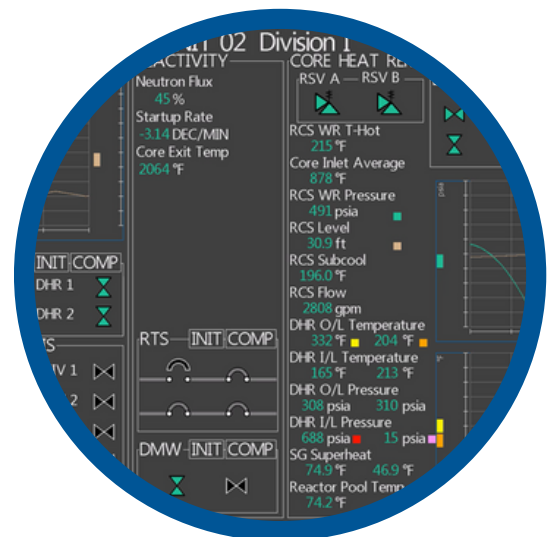 02 Division I
CORE HEAT
RSV A RSV B
Neutron Flux
45 %
Startup Rate
-3.14 DEC/MIN
Core Exit Temp
2064 °F
RCS WR T-Hot
215 °F
Core Inlet Average
878 °F
RCS WR Pressure
491 psia
RCS Level
30.9 ft
RCS Subcool
196.0 °F
RCS Flow
2808 gpm
DHR O/L Temperature
332 °F 204 °F
DHR I/L Temperature
165 °F 213 °F
DHR O/L Pressure
308 psia 310 psia
DHR I/L Pressure
688 psia 15 psia
SG Superheat
74.9 °F 46.9 °F
Reactor Pool Temp
74.2 °F
psia
INIT COMP
DHR 1
DHR 2
1
2
RTS INIT COMP
DMW INIT COMP